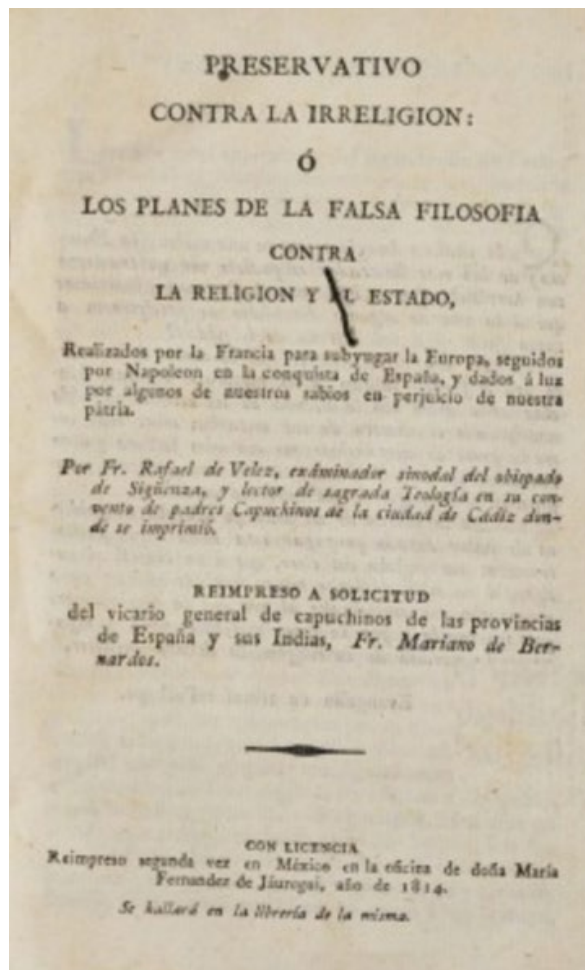 PRESERVATIVO
CONTRA LA IRRELIGION:
Ó
LOS PLANES DE LA FALSA FILOSOFIA
CONTRA
LA RELIGION Y EL ESTADO,
Realizados por la Francia para subyugar la Europa, seguidos
por Napoleon en la conquista de España, y dados á luz
por algunos de nuestros sabios en perjuicio de nuestra
pátria.
Por Fr. Rafael de Velez, exâminador sinodal del obispado
de Sigüenza, y lector de sagrada Teología en su con-
vento de padres Capuchinos de la ciudad de Cádiz don-
de se imprimió.
REIMPRESO A SOLICITUD
del vicario general de capuchinos de las provincias
de España y sus Indias, Fr. Mariano de Ber-
nardos.
CON LICENCIA
Reimpreso segunda vez en México en la oficina de doña María
Fernandez de Jáuregui, año de 1814.
Se hallará en la librería de la misma.